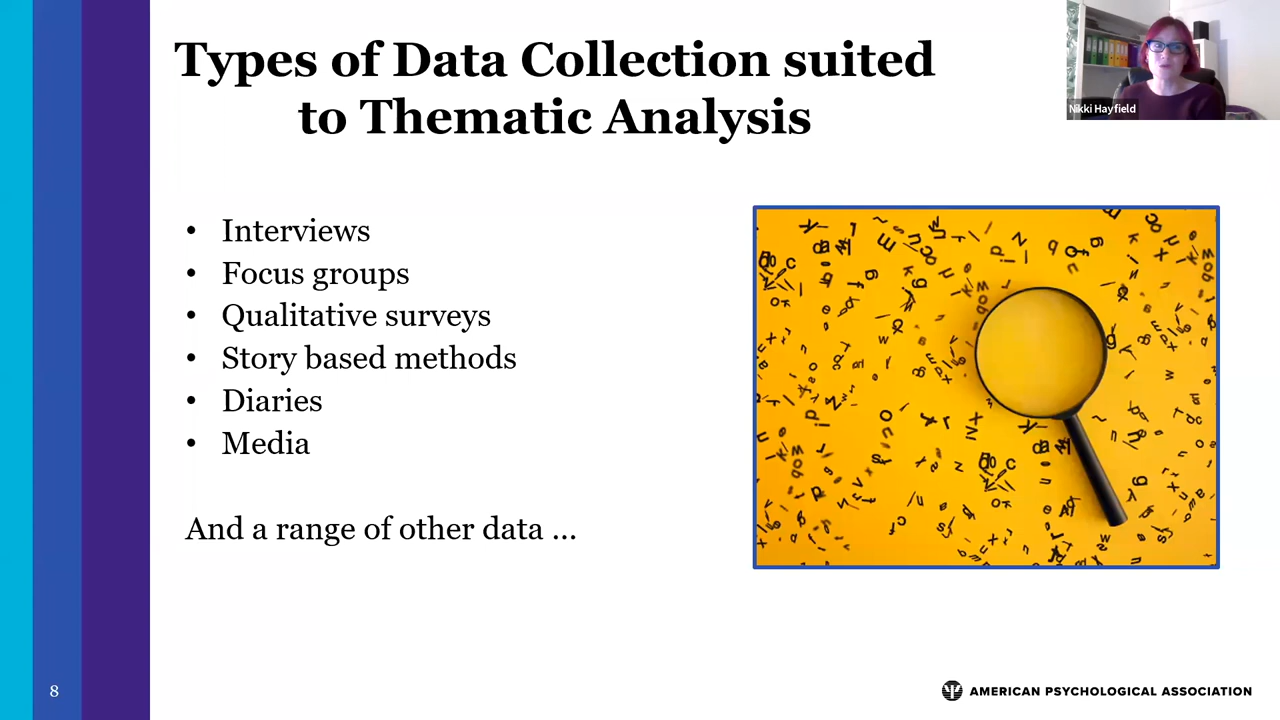 Types of Data Collection suited
to Thematic Analysis
Nikki Hayfield
• Interviews
• Focus groups
• Qualitative surveys
• Story based methods
• Diaries
• Media
And a range of other data ...
8
AMERICAN PSYCHOLOGICAL ASSOCIATION